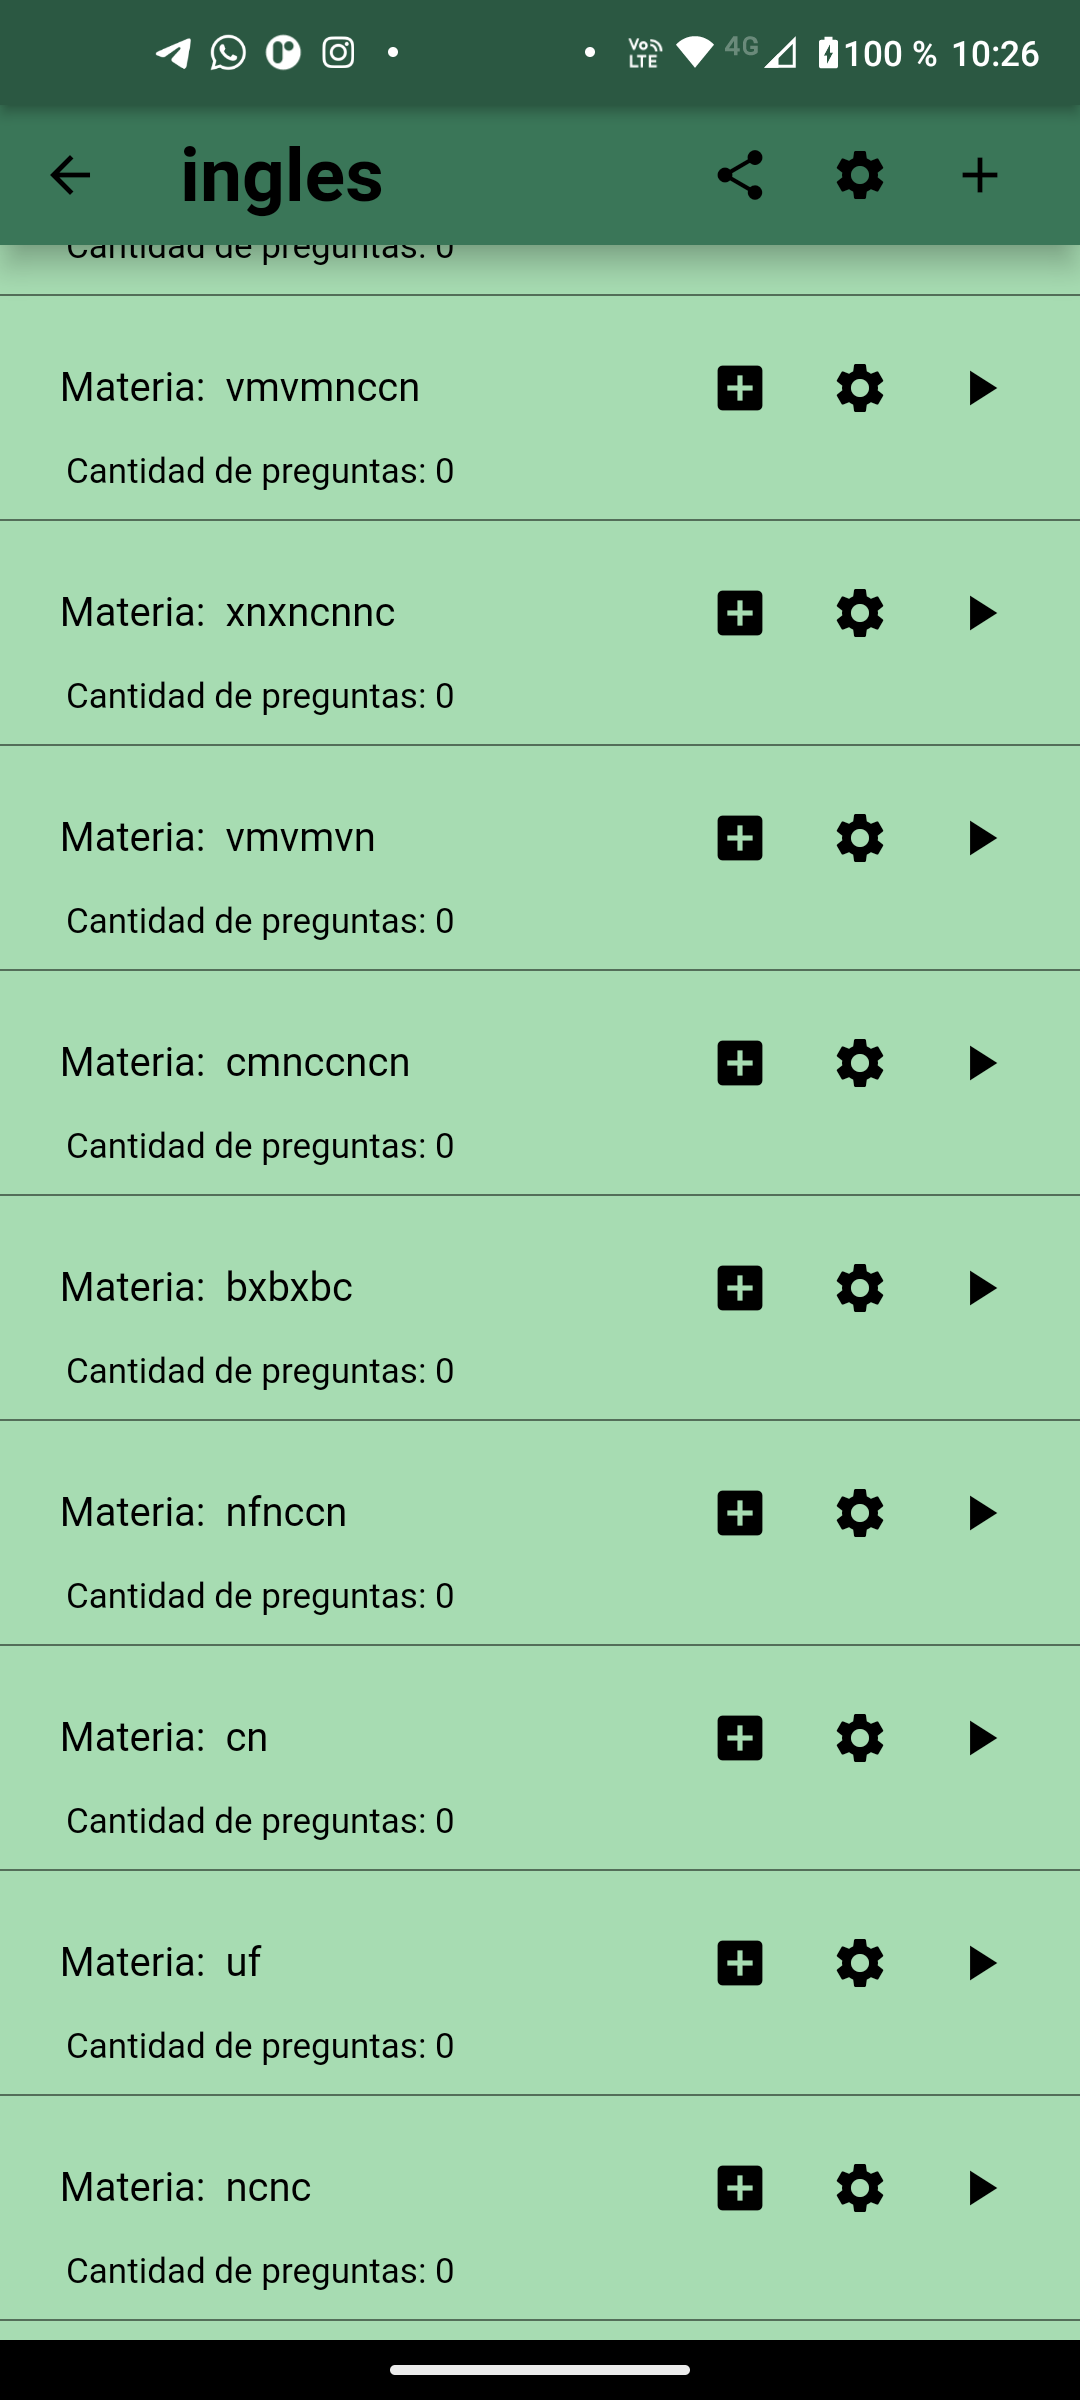 Vo LTE 4G 100 % 10:26
ingles
Cantidad de preguntas: 0
Materia: vmvmnccn
Cantidad de preguntas: 0
Materia: xnxncnnc
Cantidad de preguntas: 0
Materia: vmvmvn
Cantidad de preguntas: 0
Materia: cmnccncn
Cantidad de preguntas: 0
Materia: bxbxbc
Cantidad de preguntas: 0
Materia: nfnccn
Cantidad de preguntas: 0
Materia: cn
Cantidad de preguntas: 0
Materia: uf
Cantidad de preguntas: 0
Materia: ncnc
Cantidad de preguntas: 0